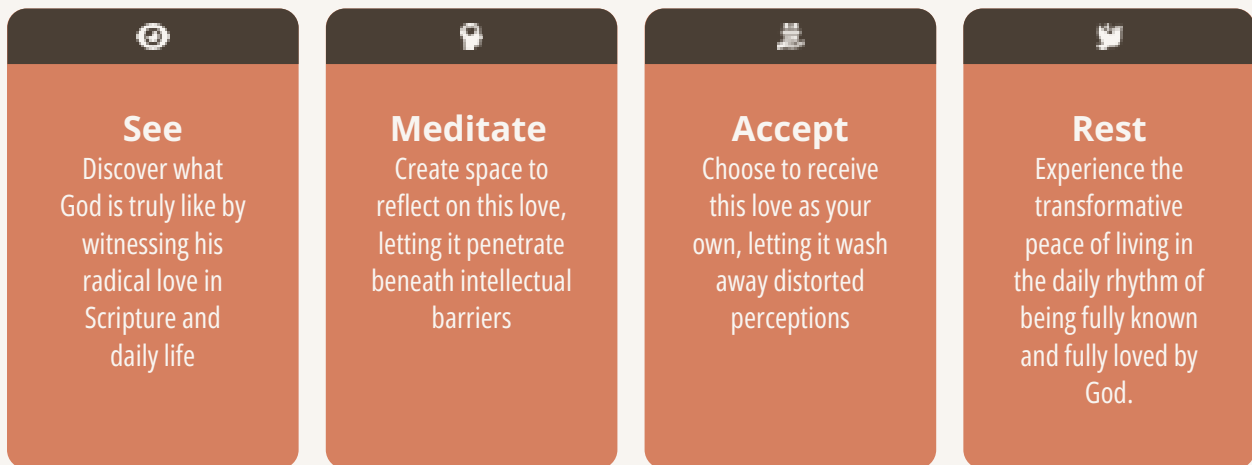 See
Discover what
God is truly like by
witnessing his
radical love in
Scripture and
daily life
Meditate
Create space to
reflect on this love,
letting it penetrate
beneath intellectual
barriers
Accept
Choose to receive
this love as your
own, letting it wash
away distorted
perceptions
Rest
Experience the
transformative
peace of living in
the daily rhythm of
being fully known
and fully loved by
God.